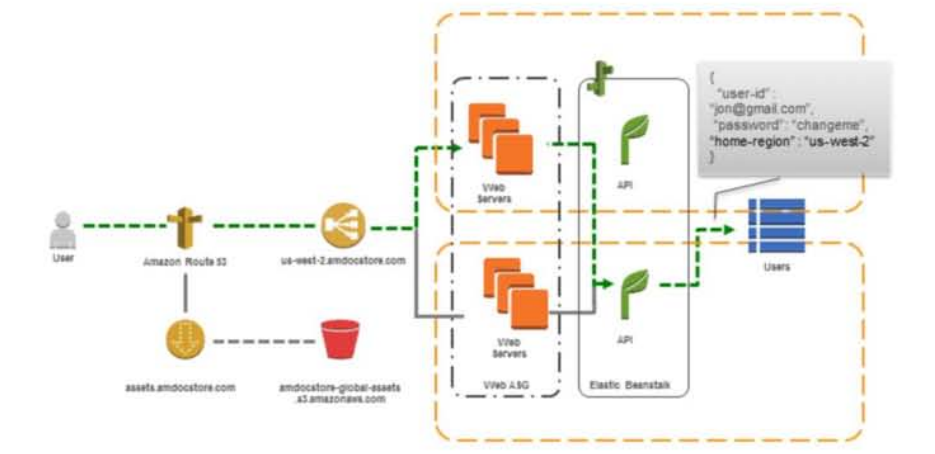 {
"user-id" :
"jon@gmail.com",
"password": "changeme",
"home-region" : "us-west-2"
}
Web
Servers
API
User
Amazon Route 53
us-west-2.amdocstore.com
Users
Web
Servers
API
assets.amdocstore.com
amdocstore-global-assets
.s3.amazonaws.com
Web ASG
Elastic Beanstalk